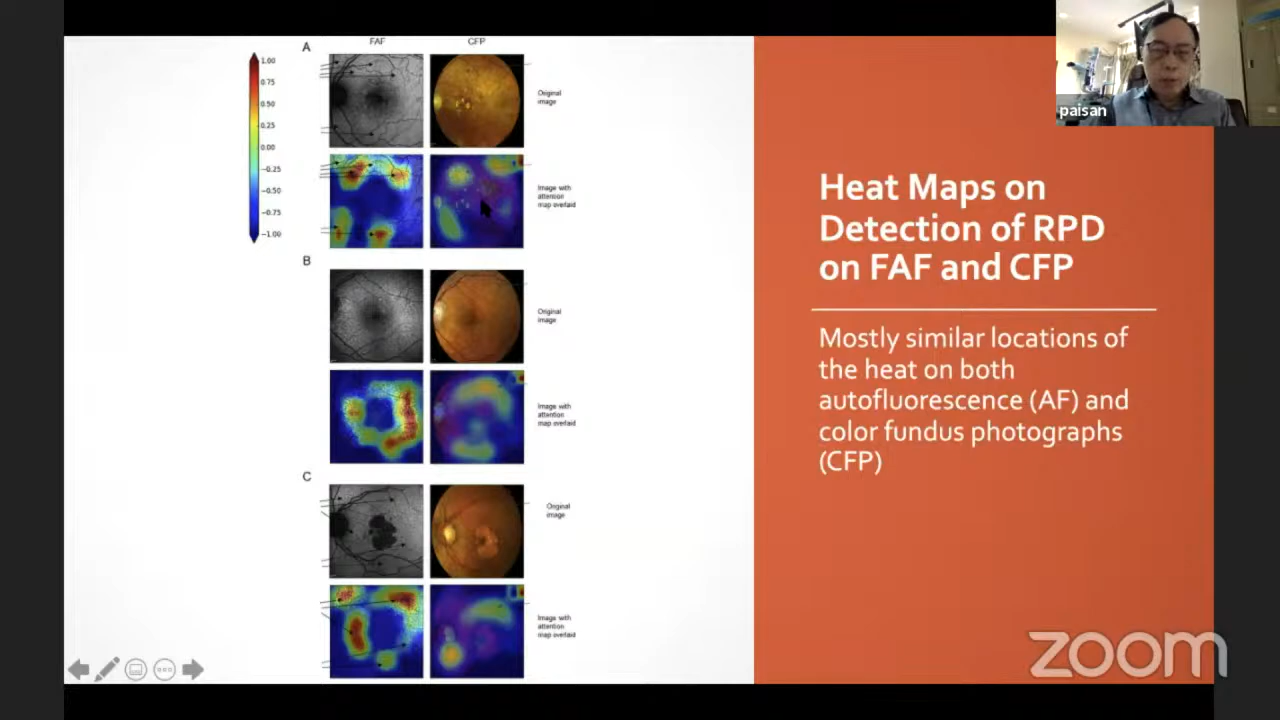 FAF
CFP
A
1.00
0.75
0.50
0.25
0.00
−0.25
−0.50
−0.75
−1.00
Original
image
Image with
attention
map overlaid
B
Original
image
Image with
attention
map overlaid
C
Original
image
Image with
attention
map overlaid
Heat Maps on
Detection of RPD
on FAF and CFP
Mostly similar locations of
the heat on both
autofluorescence (AF) and
color fundus photographs
(CFP)
paisan
zoom